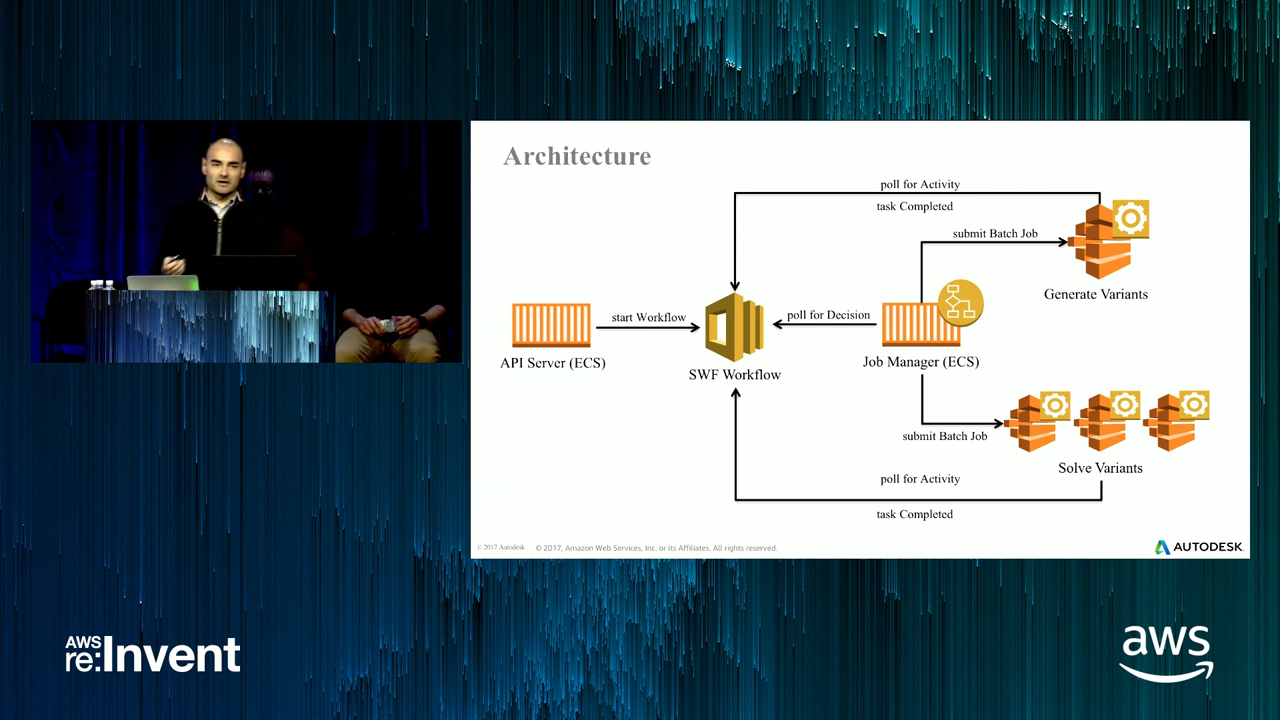 Architecture
poll for Activity
task Completed
submit Batch Job
Generate Variants
start Workflow
poll for Decision
API Server (ECS)
SWF Workflow
Job Manager (ECS)
submit Batch Job
Solve Variants
poll for Activity
task Completed
© 2017 Autodesk
© 2017, Amazon Web Services, Inc. or its Affiliates. All rights reserved.
AUTODESK
AWS
re:Invent
aws